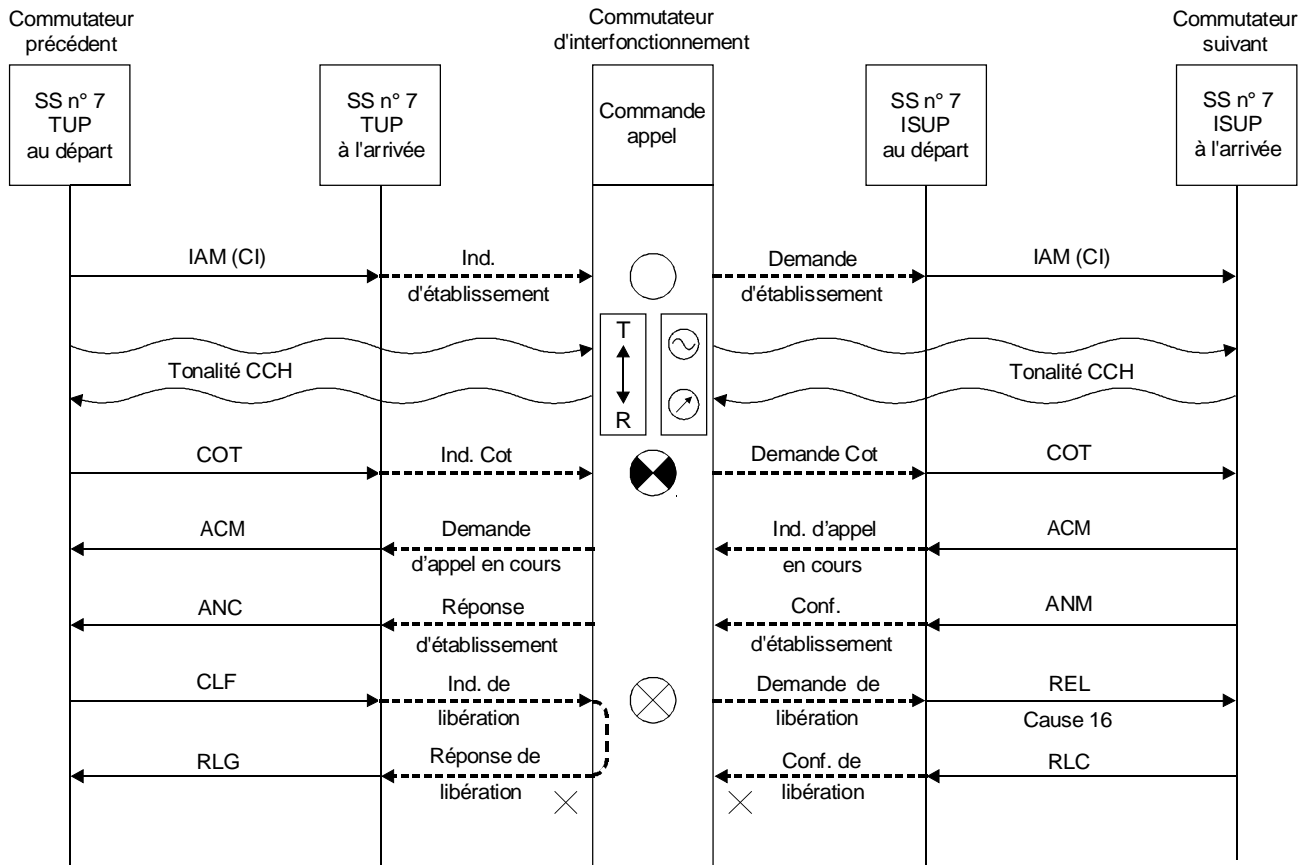 Commutateur
précédent
Commutateur
d'interfonctionnement
Commutateur
suivant
SS n° 7
TUP
au départ
SS n° 7
TUP
à l'arrivée
Commande
appel
SS n° 7
ISUP
au départ
SS n° 7
ISUP
à l'arrivée
IAM (CI)
Ind.
d'établissement
Demande
d'établissement
IAM (CI)
T
R
Tonalité CCH
Tonalité CCH
COT
Ind. Cot
Demande Cot
COT
ACM
Demande
d'appel en cours
Ind. d'appel
en cours
ACM
ANC
Réponse
d'établissement
Conf.
d'établissement
ANM
CLF
Ind. de
libération
Demande de
libération
REL
Cause 16
RLG
Réponse de
libération
Conf. de
libération
RLC